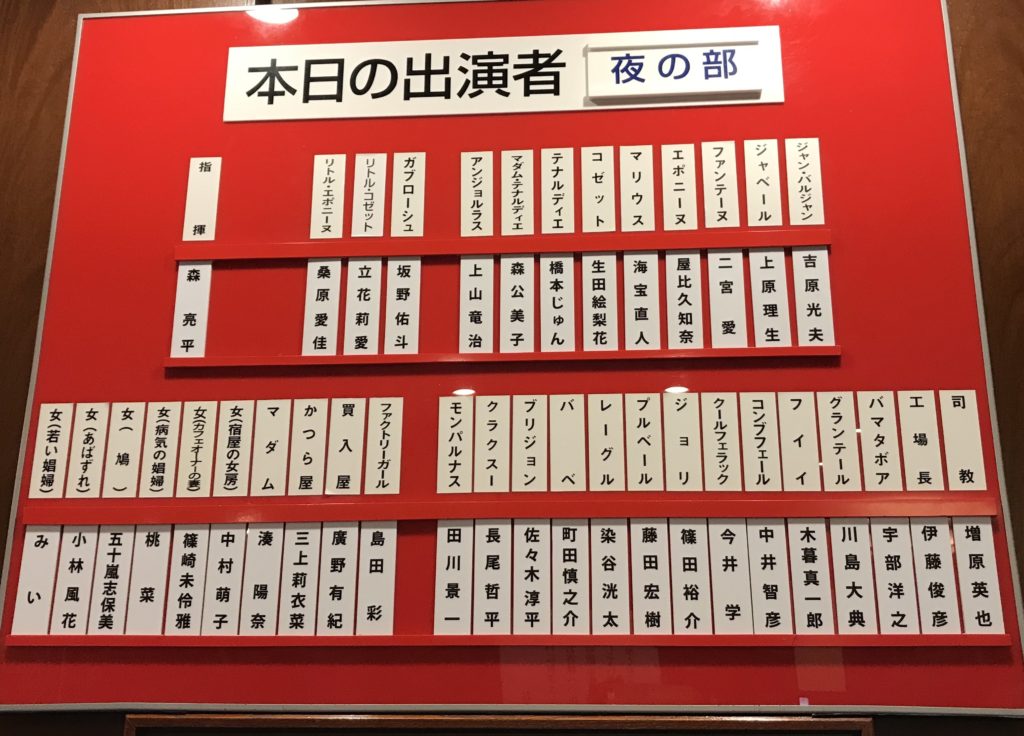 本日の出演者
夜の部
ジャン・バルジャン
吉原光夫
ジャベール
上原理生
ファンテーヌ
二宮愛
エポニーヌ
屋比久知奈
マリウス
海宝直人
コゼット
生田絵梨花
テナルディエ
橋本じゅん
マダム・テナルディエ
森公美子
アンジョルラス
上山竜治
ガブローシュ
坂野佑斗
リトル・コゼット
立花莉愛
リトル・エポニーヌ
桑原愛佳
指揮
森亮平
司教
増原英也
工場長
伊藤俊彦
バマタボア
宇部洋之
グランテール
川島大典
フイイ
木暮真一郎
コンブフェール
中井智彦
クールフェラック
今井学
ジョリ
篠田裕介
プルベール
藤田宏樹
レーグル
染谷洸太
バベ
町田慎之介
ブリジョン
佐々木淳平
クラクスー
長尾哲平
モンパルナス
田川景一
ファクトリーガール
島田彩
買入屋
廣野有紀
かつら屋
三上莉衣菜
マダム
湊陽奈
女(宿屋の女房)
中村萌子
女(カフェオーナーの妻)
篠崎未伶雅
女(病気の娼婦)
桃菜
女(鳩)
五十嵐志保美
女(あばずれ)
小林風花
女(若い娼婦)
みい